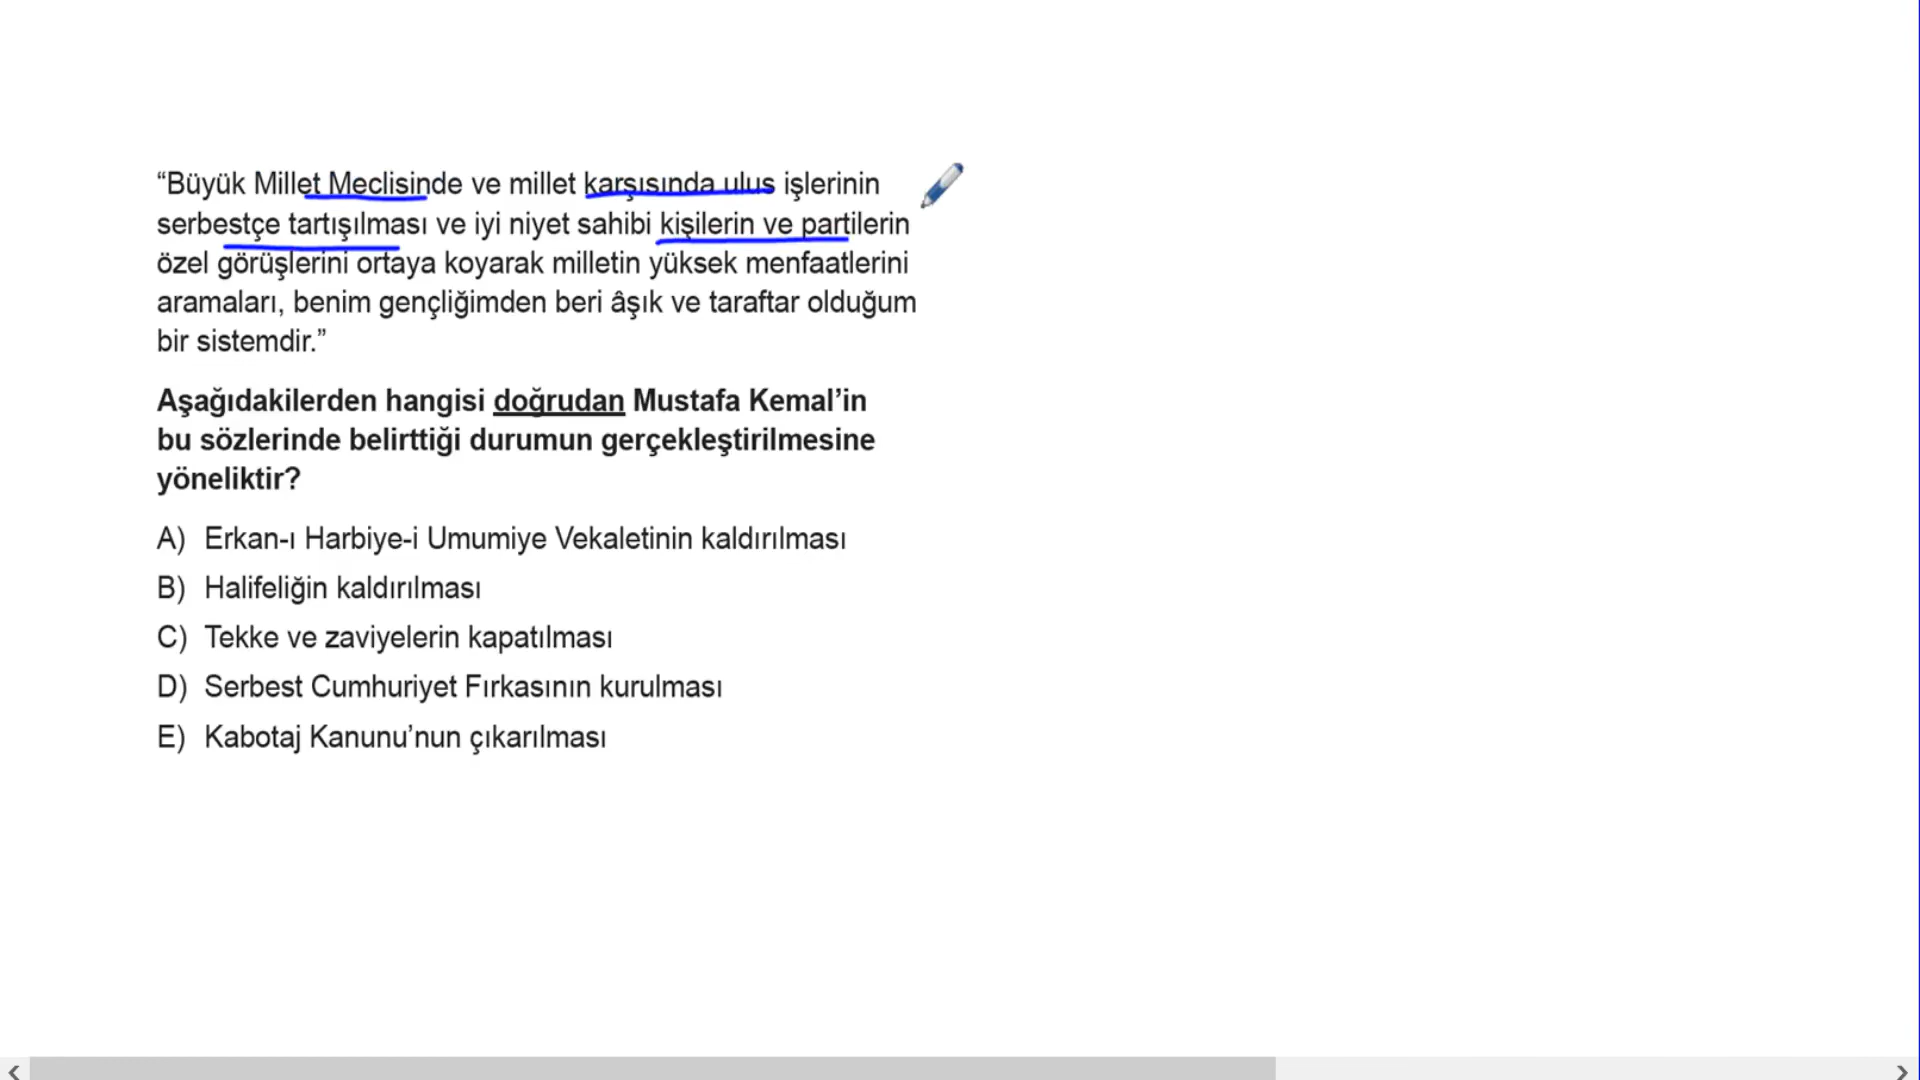 “Büyük Millet Meclisinde ve millet karşısında ulus işlerinin
serbestçe tartışılması ve iyi niyet sahibi kişilerin ve partilerin
özel görüşlerini ortaya koyarak milletin yüksek menfaatlerini
aramaları, benim gençliğimden beri âşık ve taraftar olduğum
bir sistemdir.”
Aşağıdakilerden hangisi doğrudan Mustafa Kemal’in
bu sözlerinde belirttiği durumun gerçekleştirilmesine
yöneliktir?
A) Erkan-ı Harbiye-i Umumiye Vekaletinin kaldırılması
B) Halifeliğin kaldırılması
C) Tekke ve zaviyelerin kapatılması
D) Serbest Cumhuriyet Fırkasının kurulması
E) Kabotaj Kanunu’nun çıkarılması